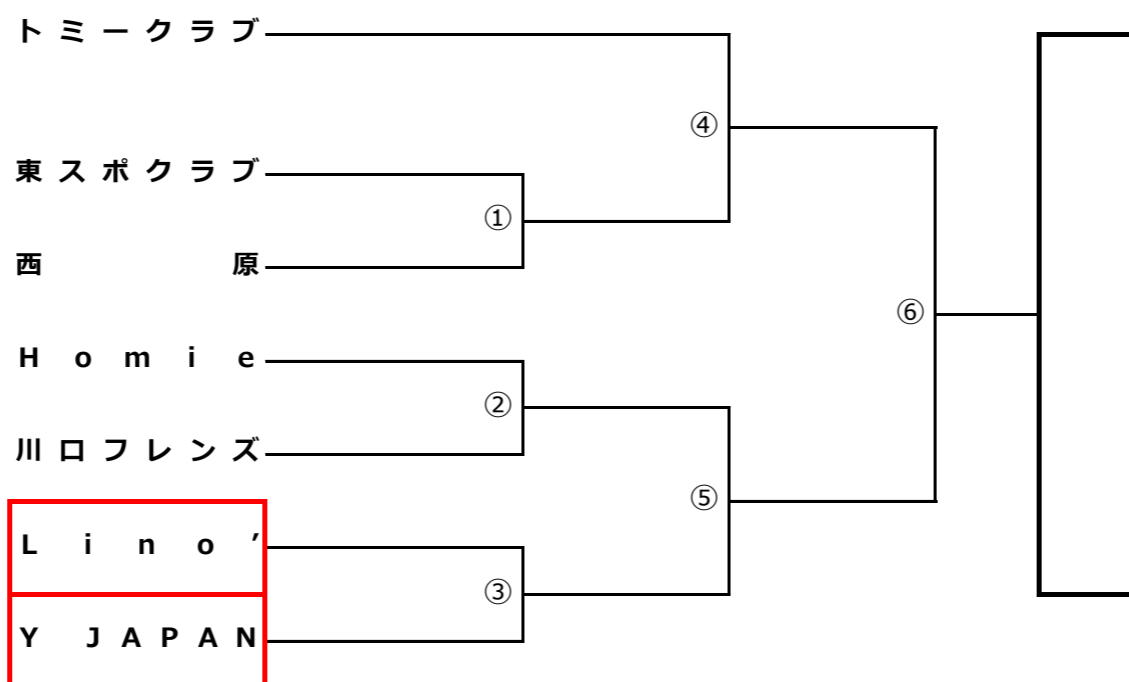 トミークラブ
④
東スポクラブ
①
西原
⑥
Homie
②
川口フレンズ
⑤
Lino’
③
Y JAPAN